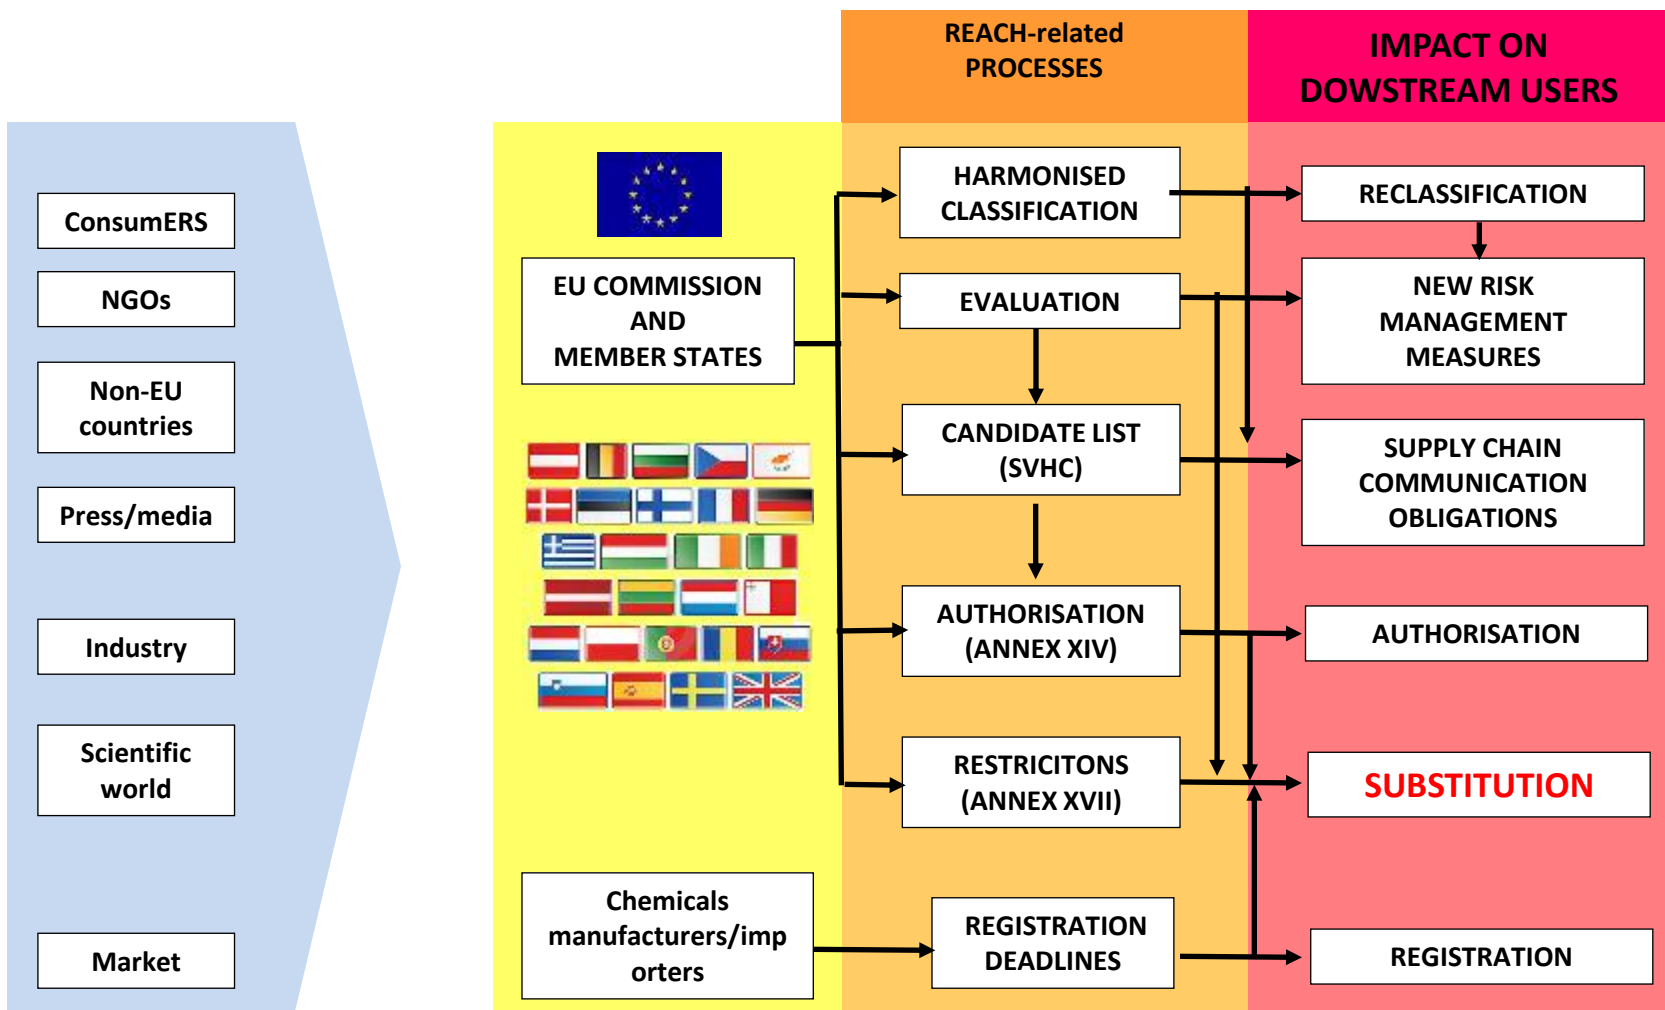 REACH-related
PROCESSES
IMPACT ON
DOWSTREAM USERS
ConsumERS
NGOs
Non-EU
countries
Press/media
Industry
Scientific
world
Market
EU COMMISSION
AND
MEMBER STATES
Chemicals
manufacturers/imp
orters
HARMONISED
CLASSIFICATION
EVALUATION
CANDIDATE LIST
(SVHC)
AUTHORISATION
(ANNEX XIV)
RESTRICITONS
(ANNEX XVII)
REGISTRATION
DEADLINES
RECLASSIFICATION
NEW RISK
MANAGEMENT
MEASURES
SUPPLY CHAIN
COMMUNICATION
OBLIGATIONS
AUTHORISATION
SUBSTITUTION
REGISTRATION